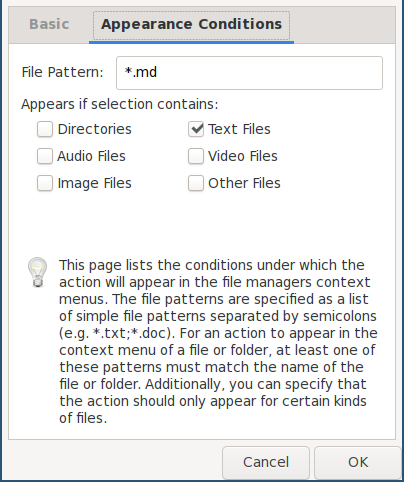 Basic Appearance Conditions
File Pattern: *.md
Appears if selection contains:
Directories Text Files
Audio Files Video Files
Image Files Other Files
This page lists the conditions under which the
action will appear in the file managers context
menus. The file patterns are specified as a list
of simple file patterns separated by semicolons
(e.g. *.txt;*.doc). For an action to appear in the
context menu of a file or folder, at least one of
these patterns must match the name of the
file or folder. Additionally, you can specify that
the action should only appear for certain kinds
of files.
Cancel OK